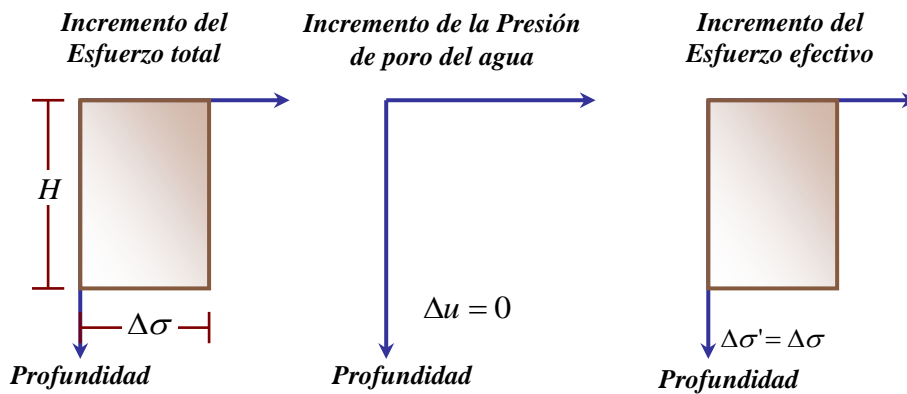 Incremento del
Esfuerzo total
Incremento de la Presión
de poro del agua
Incremento del
Esfuerzo efectivo
H
Δσ
Δu = 0
Δσ' = Δσ
Profundidad
Profundidad
Profundidad